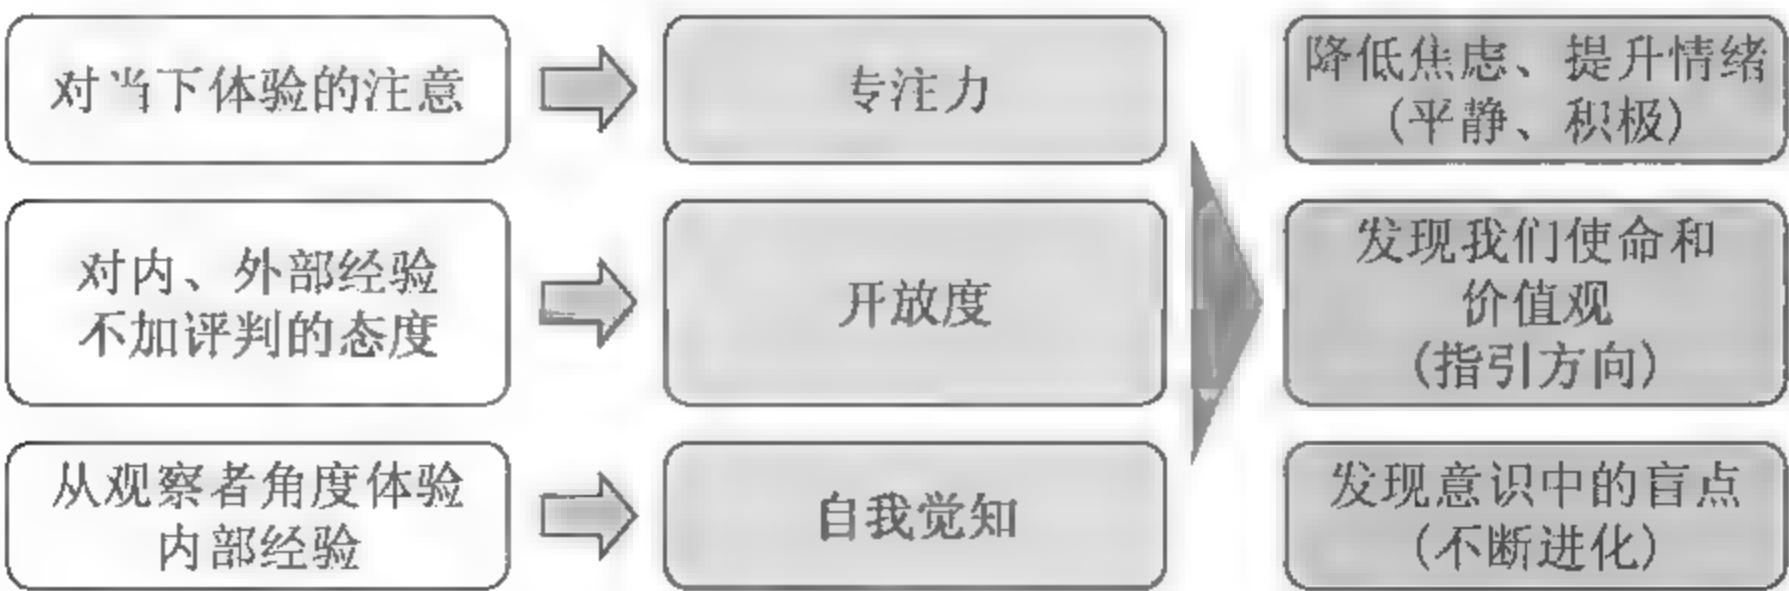 对当下体验的注意
专注力
降低焦虑、提升情绪
(平静、积极)
对内、外部经验
不加评判的态度
开放度
发现我们使命和
价值观
(指引方向)
从观察者角度体验
内部经验
自我觉知
发现意识中的盲点
(不断进化)